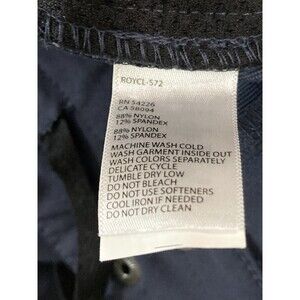 BOYCL-572
RN 54226
CA 58094
88% NYLON
12% SPANDEX
88% NYLON
12% SPANDEX
MACHINE WASH COLD
WASH GARMENT INSIDE OUT
WASH COLORS SEPARATELY
DELICATE CYCLE
TUMBLE DRY LOW
DO NOT BLEACH
DO NOT USE SOFTENERS
COOL IRON IF NEEDED
DO NOT DRY CLEAN